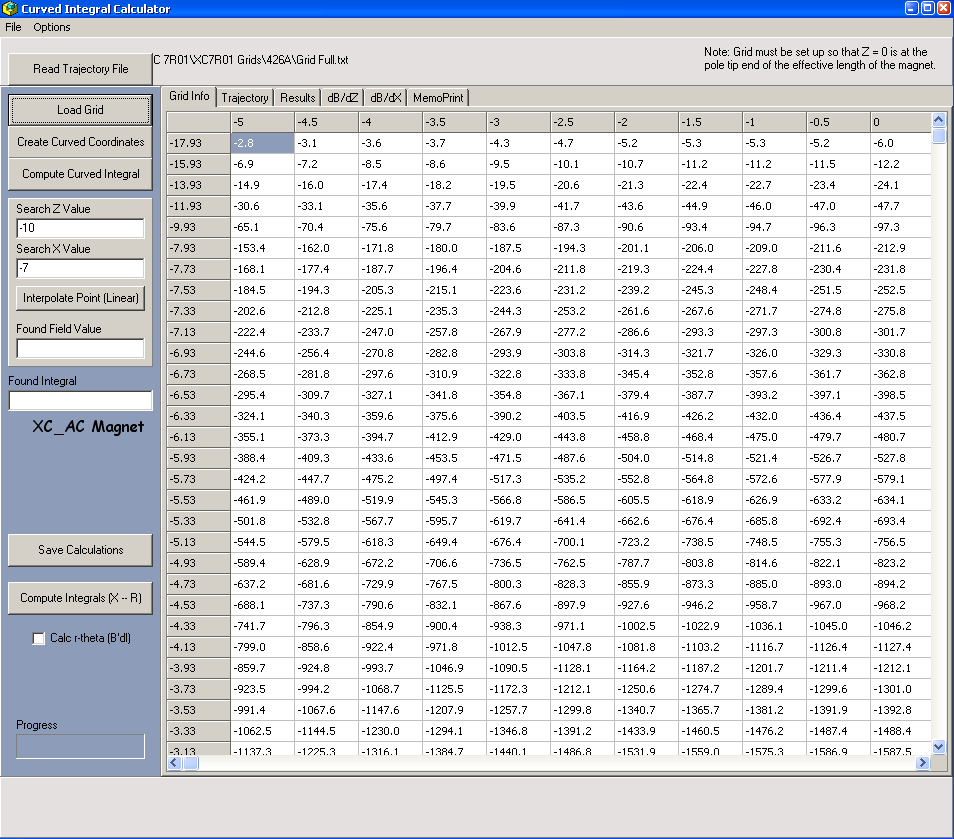 Curved Integral Calculator
File Options
Read Trajectory File
C 7R01\XC7R01 Grids\426A\Grid Full.txt
Note: Grid must be set up so that Z = 0 is at the
pole tip end of the effective length of the magnet.
Load Grid
Create Curved Coordinates
Compute Curved Integral
Search Z Value
-10
Search X Value
-7
Interpolate Point (Linear)
Found Field Value
Found Integral
XC_AC Magnet
Save Calculations
Compute Integrals (X -- R)
Calc r-theta (B'dl)
Progress
Grid Info Trajectory Results dB/dZ dB/dX MemoPrint
-5 -4.5 -4 -3.5 -3 -2.5 -2 -1.5 -1 -0.5 0
-17.93 -2.8 -3.1 -3.6 -3.7 -4.3 -4.7 -5.2 -5.3 -5.3 -5.2 -6.0
-15.93 -6.9 -7.2 -8.5 -8.6 -9.5 -10.1 -10.7 -11.2 -11.2 -11.5 -12.2
-13.93 -14.9 -16.0 -17.4 -18.2 -19.5 -20.6 -21.3 -22.4 -22.7 -23.4 -24.1
-11.93 -30.6 -33.1 -35.6 -37.7 -39.9 -41.7 -43.6 -44.9 -46.0 -47.0 -47.7
-9.93 -65.1 -70.4 -75.6 -79.7 -83.6 -87.3 -90.6 -93.4 -94.7 -96.3 -97.3
-7.93 -153.4 -162.0 -171.8 -180.0 -187.5 -194.3 -201.1 -206.0 -209.0 -211.6 -212.9
-7.73 -168.1 -177.4 -187.7 -196.4 -204.6 -211.8 -219.3 -224.4 -227.8 -230.4 -231.8
-7.53 -184.5 -194.3 -205.3 -215.1 -223.6 -231.2 -239.2 -245.3 -248.4 -251.5 -252.5
-7.33 -202.6 -212.8 -225.1 -235.3 -244.3 -253.2 -261.6 -267.6 -271.7 -274.8 -275.8
-7.13 -222.4 -233.7 -247.0 -257.8 -267.9 -277.2 -286.6 -293.3 -297.3 -300.8 -301.7
-6.93 -244.6 -256.4 -270.8 -282.8 -293.9 -303.8 -314.3 -321.7 -326.0 -329.3 -330.8
-6.73 -268.5 -281.8 -297.6 -310.9 -322.8 -333.8 -345.4 -352.8 -357.6 -361.7 -362.8
-6.53 -295.4 -309.7 -327.1 -341.8 -354.8 -367.1 -379.4 -387.7 -393.2 -397.1 -398.5
-6.33 -324.1 -340.3 -359.6 -375.6 -390.2 -403.5 -416.9 -426.2 -432.0 -436.4 -437.5
-6.13 -355.1 -373.3 -394.7 -412.9 -429.0 -443.8 -458.8 -468.4 -475.0 -479.7 -480.7
-5.93 -388.4 -409.3 -433.6 -453.5 -471.5 -487.6 -504.0 -514.8 -521.4 -526.7 -527.8
-5.73 -424.2 -447.7 -475.2 -497.4 -517.3 -535.2 -552.8 -564.8 -572.6 -577.9 -579.1
-5.53 -461.9 -489.0 -519.9 -545.3 -566.8 -586.5 -605.5 -618.9 -626.9 -633.2 -634.1
-5.33 -501.8 -532.8 -567.7 -595.7 -619.7 -641.4 -662.6 -676.4 -685.8 -692.4 -693.4
-5.13 -544.5 -579.5 -618.3 -649.4 -676.4 -700.1 -723.2 -738.5 -748.5 -755.3 -756.5
-4.93 -589.4 -628.9 -672.2 -706.6 -736.5 -762.5 -787.7 -803.8 -814.6 -822.1 -823.2
-4.73 -637.2 -681.6 -729.9 -767.5 -800.3 -828.3 -855.9 -873.3 -885.0 -893.0 -894.2
-4.53 -688.1 -737.3 -790.6 -832.1 -867.6 -897.9 -927.6 -946.2 -958.7 -967.0 -968.2
-4.33 -741.7 -796.3 -854.9 -900.4 -938.3 -971.1 -1002.5 -1022.9 -1036.1 -1045.0 -1046.2
-4.13 -799.0 -858.6 -922.4 -971.8 -1012.5 -1047.8 -1081.8 -1103.2 -1116.7 -1126.4 -1127.4
-3.93 -859.7 -924.8 -993.7 -1046.9 -1090.5 -1128.1 -1164.2 -1187.2 -1201.7 -1211.4 -1212.1
-3.73 -923.5 -994.2 -1068.7 -1125.5 -1172.3 -1212.1 -1250.6 -1274.7 -1289.4 -1299.6 -1301.0
-3.53 -991.4 -1067.6 -1147.6 -1207.9 -1257.7 -1299.8 -1340.7 -1365.7 -1381.2 -1391.9 -1392.8
-3.33 -1062.5 -1144.5 -1230.0 -1294.1 -1346.8 -1391.2 -1433.9 -1460.5 -1476.2 -1487.4 -1488.4
-3.13 -1137.3 -1225.3 -1316.1 -1384.7 -1440.1 -1486.8 -1531.9 -1559.0 -1575.3 -1586.9 -1587.5